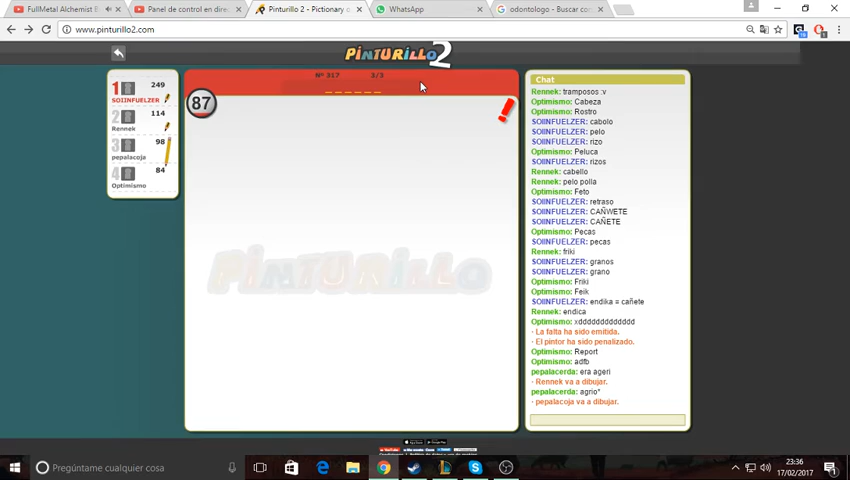 FullMetal Alchemist B
Panel de control en dire
Pinturillo 2 - Pictionary
WhatsApp
odontologo - Buscar con
www.pinturillo2.com
PINTURILLO 2
1 249
SOIINFUELZER
2 114
Rennek
3 98
pepalacoja
4 84
Optimismo
Nº 317 3/3
_ _ _ _ _ _
87
!
PINTURILLO
Chat
Rennek: tramposos :v
Optimismo: Cabeza
Optimismo: Rostro
SOIINFUELZER: cabolo
SOIINFUELZER: pelo
SOIINFUELZER: rizo
Optimismo: Peluca
SOIINFUELZER: rizos
Rennek: cabello
Rennek: pelo polla
Optimismo: Feto
SOIINFUELZER: retraso
SOIINFUELZER: CAÑWETE
SOIINFUELZER: CAÑETE
Optimismo: Pecas
SOIINFUELZER: pecas
Rennek: friki
SOIINFUELZER: granos
SOIINFUELZER: grano
Optimismo: Friki
Optimismo: Feik
SOIINFUELZER: endika = cañete
Rennek: endica
Optimismo: xddddddddddddd
· La falta ha sido emitida.
· El pintor ha sido penalizado.
Optimismo: Report
Optimismo: adfb
pepalacerda: era ageri
· Rennek va a dibujar.
pepalacerda: agrio*
· pepalacoja va a dibujar.
Pregúntame cualquier cosa
23:36
17/02/2017